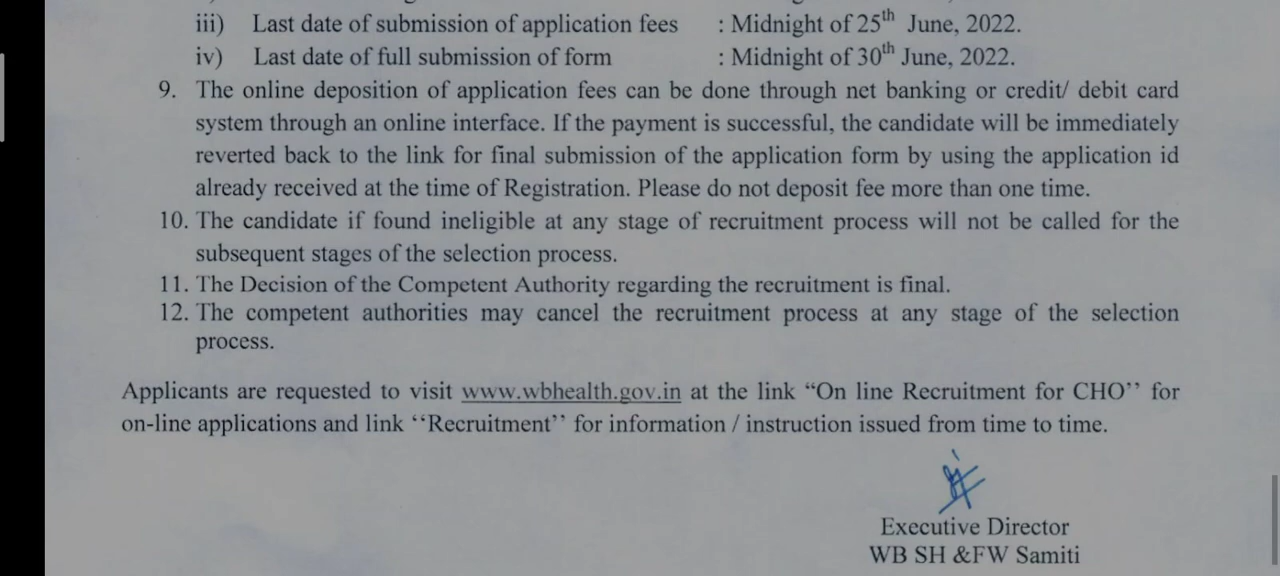 iii) Last date of submission of application fees : Midnight of 25th June, 2022.
iv) Last date of full submission of form : Midnight of 30th June, 2022.
9. The online deposition of application fees can be done through net banking or credit/ debit card
system through an online interface. If the payment is successful, the candidate will be immediately
reverted back to the link for final submission of the application form by using the application id
already received at the time of Registration. Please do not deposit fee more than one time.
10. The candidate if found ineligible at any stage of recruitment process will not be called for the
subsequent stages of the selection process.
11. The Decision of the Competent Authority regarding the recruitment is final.
12. The competent authorities may cancel the recruitment process at any stage of the selection
process.
Applicants are requested to visit www.wbhealth.gov.in at the link “On line Recruitment for CHO’’ for
on-line applications and link ‘‘Recruitment’’ for information / instruction issued from time to time.
Executive Director
WB SH &FW Samiti